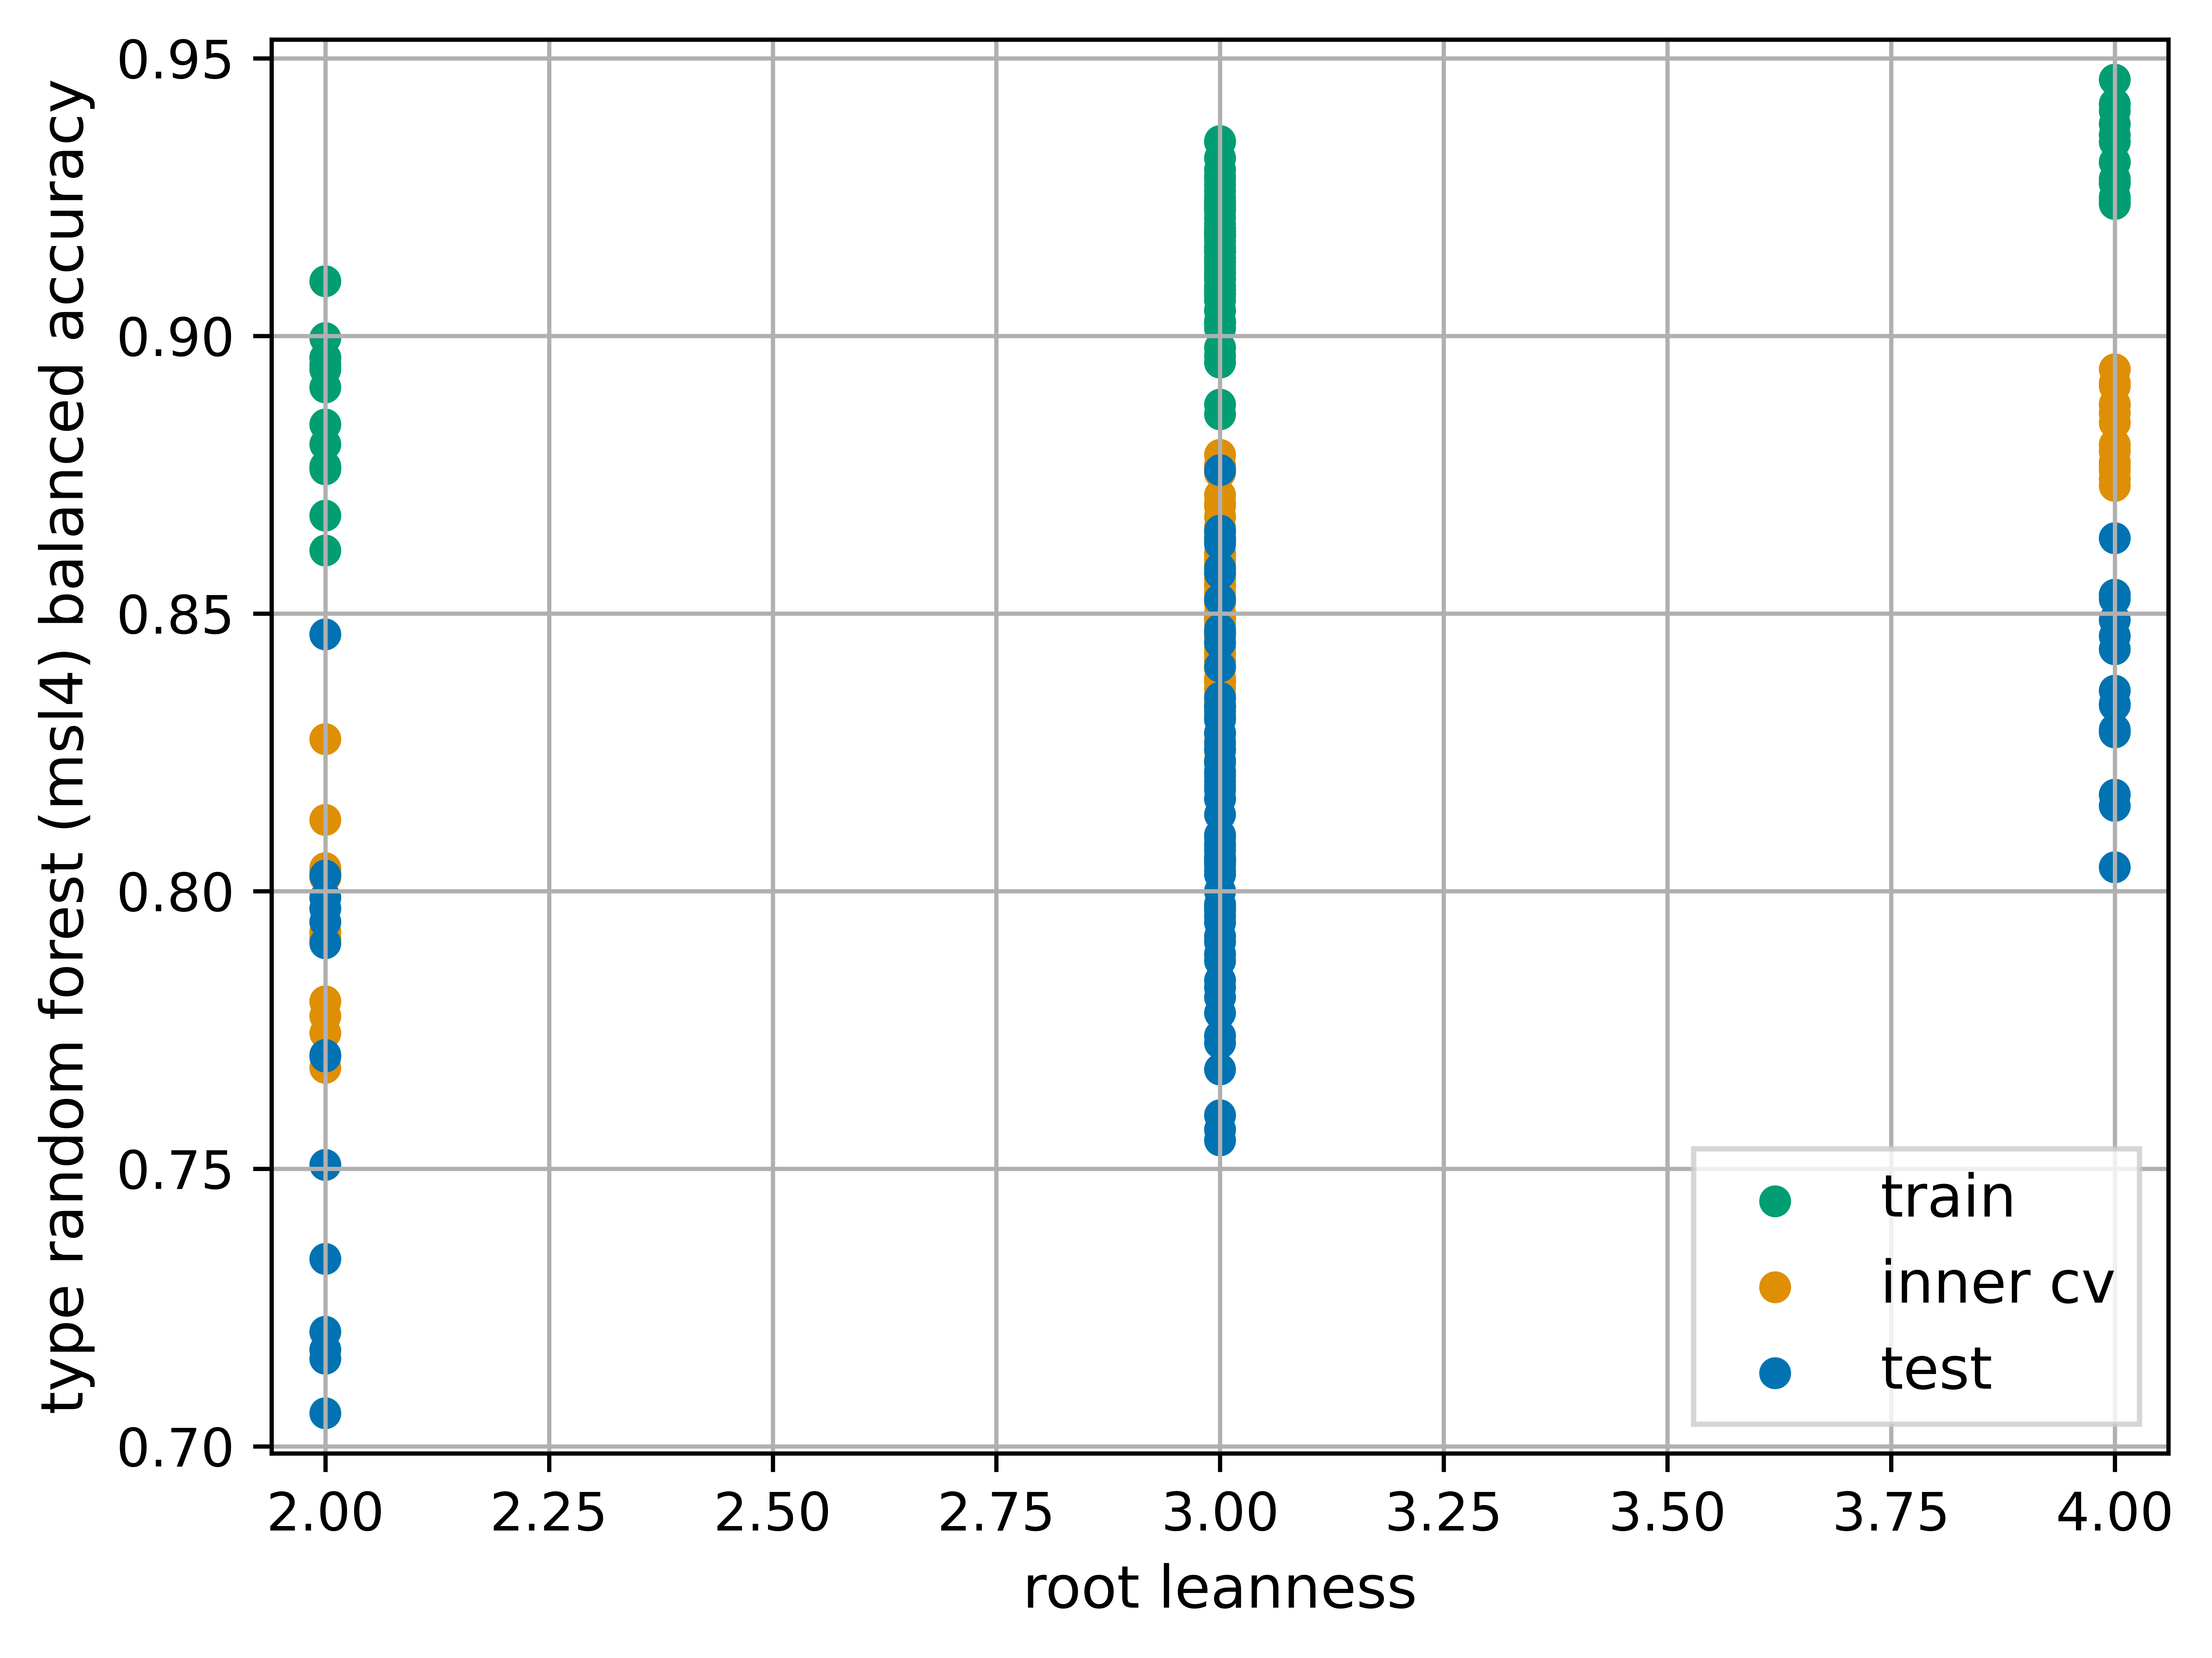 type random forest (msl4) balanced accuracy
0.95
0.90
0.85
0.80
0.75
0.70
train
inner cv
test
2.00 2.25 2.50 2.75 3.00 3.25 3.50 3.75 4.00
root leanness